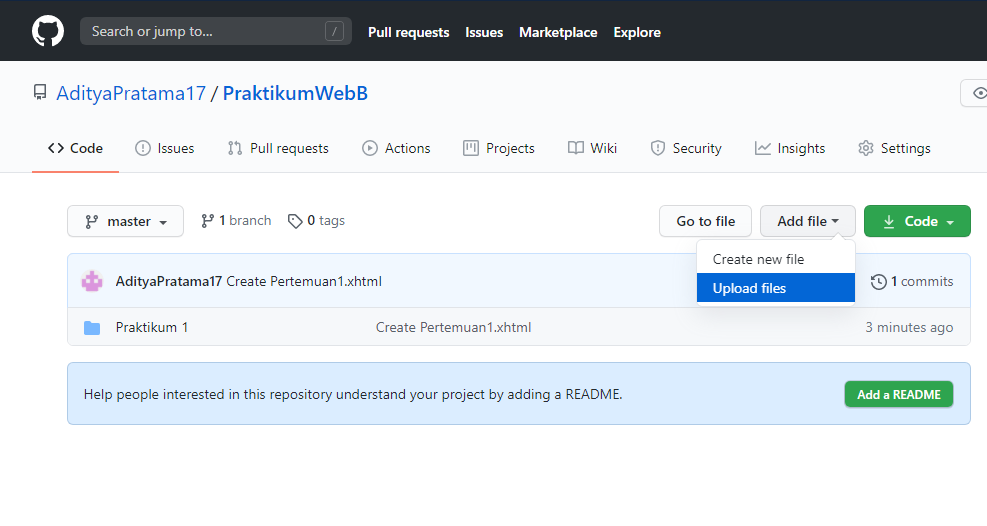 Search or jump to... /
Pull requests Issues Marketplace Explore
AdityaPratama17 / PraktikumWebB
Code Issues Pull requests Actions Projects Wiki Security Insights Settings
master 1 branch 0 tags Go to file Add file Code
Create new file
Upload files
AdityaPratama17 Create Pertemuan1.xhtml 1 commits
Praktikum 1 Create Pertemuan1.xhtml 3 minutes ago
Help people interested in this repository understand your project by adding a README. Add a README